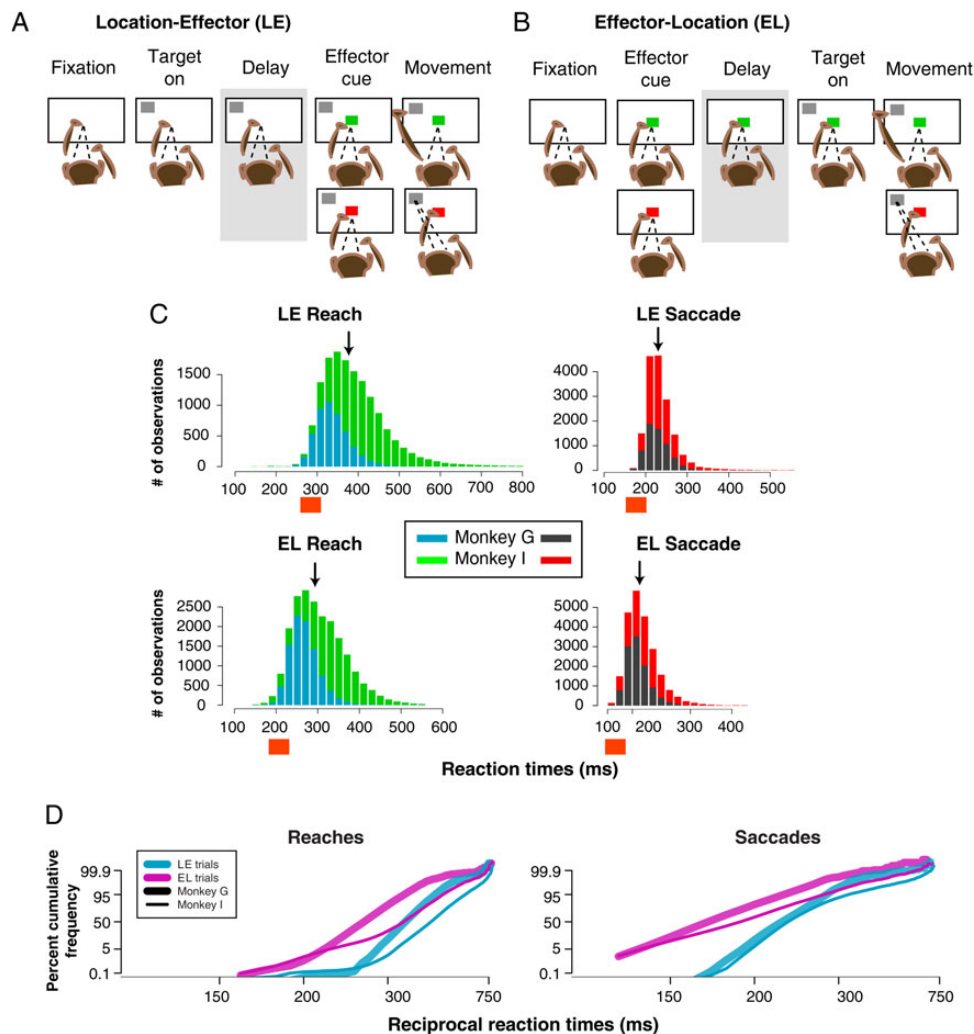 A
Location-Effector (LE)
Fixation
Target
on
Delay
Effector
cue
Movement
B
Effector-Location (EL)
Fixation
Effector
cue
Delay
Target
on
Movement
C
LE Reach
# of observations
1500
1000
500
0
100 200 300 400 500 600 700 800
LE Saccade
4000
3000
2000
1000
0
100 200 300 400 500
Monkey G
Monkey I
EL Reach
# of observations
2500
2000
1500
1000
500
0
100 200 300 400 500 600
EL Saccade
5000
4000
3000
2000
1000
0
100 200 300 400
Reaction times (ms)
D
Reaches
Percent cumulative
frequency
99.9
95
50
5
0.1
LE trials
EL trials
Monkey G
Monkey I
150 200 300 750
Saccades
99.9
95
50
5
0.1
150 200 300 750
Reciprocal reaction times (ms)